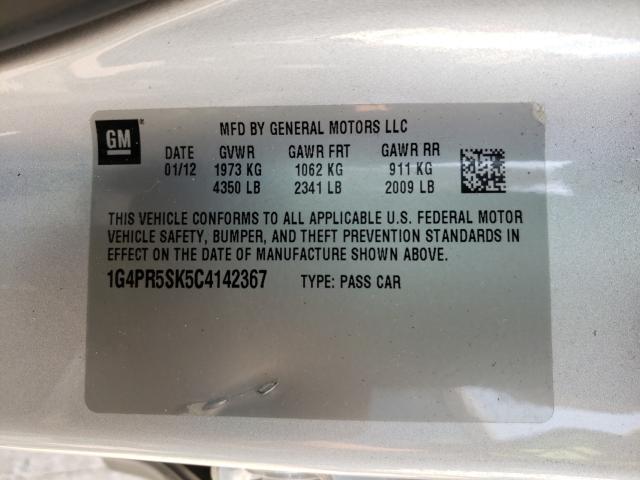 GM
MFD BY GENERAL MOTORS LLC
DATE GVWR GAWR FRT GAWR RR
01/12 1973 KG 1062 KG 911 KG
4350 LB 2341 LB 2009 LB
THIS VEHICLE CONFORMS TO ALL APPLICABLE U.S. FEDERAL MOTOR
VEHICLE SAFETY, BUMPER, AND THEFT PREVENTION STANDARDS IN
EFFECT ON THE DATE OF MANUFACTURE SHOWN ABOVE.
1G4PR5SK5C4142367 TYPE: PASS CAR